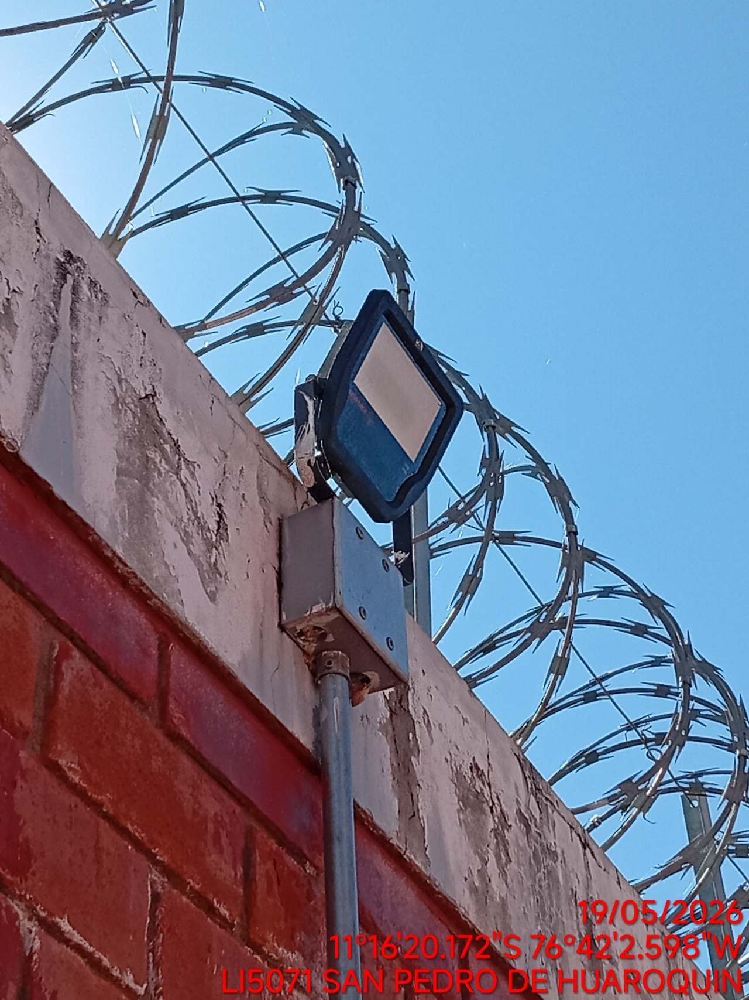 19/05/2026
11°16'20.172"S 76°42'2.598"W
LI5071 SAN PEDRO DE HUAROQUIN